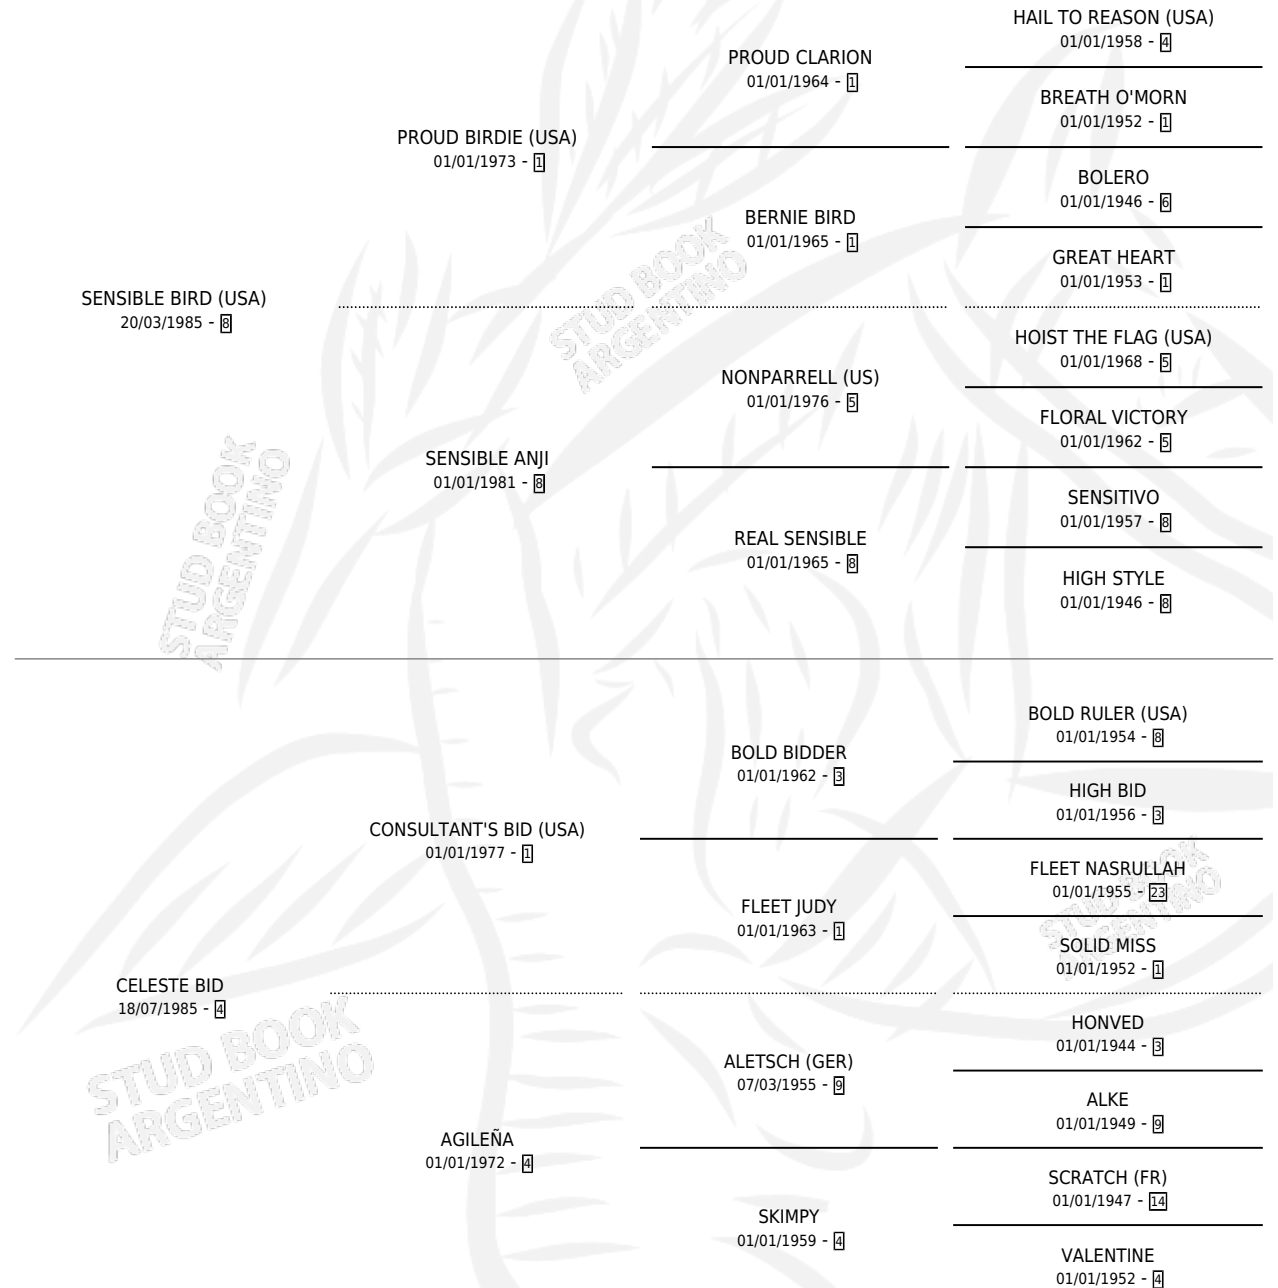 HAIL TO REASON (USA)
01/01/1958 - 4
PROUD CLARION
01/01/1964 - 1
BREATH O'MORN
01/01/1952 - 1
PROUD BIRDIE (USA)
01/01/1973 - 1
BOLERO
01/01/1946 - 6
BERNIE BIRD
01/01/1965 - 1
GREAT HEART
01/01/1953 - 1
SENSIBLE BIRD (USA)
20/03/1985 - 8
HOIST THE FLAG (USA)
01/01/1968 - 5
NONPARRELL (US)
01/01/1976 - 5
FLORAL VICTORY
01/01/1962 - 5
SENSIBLE ANJI
01/01/1981 - 8
SENSITIVO
01/01/1957 - 8
REAL SENSIBLE
01/01/1965 - 8
HIGH STYLE
01/01/1946 - 8
STUD BOOK
ARGENTINO
STUD BOOK
ARGENTINO
BOLD RULER (USA)
01/01/1954 - 8
BOLD BIDDER
01/01/1962 - 3
HIGH BID
01/01/1956 - 3
CONSULTANT'S BID (USA)
01/01/1977 - 1
FLEET NASRULLAH
01/01/1955 - 23
FLEET JUDY
01/01/1963 - 1
SOLID MISS
01/01/1952 - 1
STUD BOOK
ARGENTINO
CELESTE BID
18/07/1985 - 4
HONVED
01/01/1944 - 3
ALETSCH (GER)
07/03/1955 - 9
ALKE
01/01/1949 - 9
AGILEÑA
01/01/1972 - 4
SCRATCH (FR)
01/01/1947 - 14
SKIMPY
01/01/1959 - 4
VALENTINE
01/01/1952 - 4
STUD BOOK
ARGENTINO